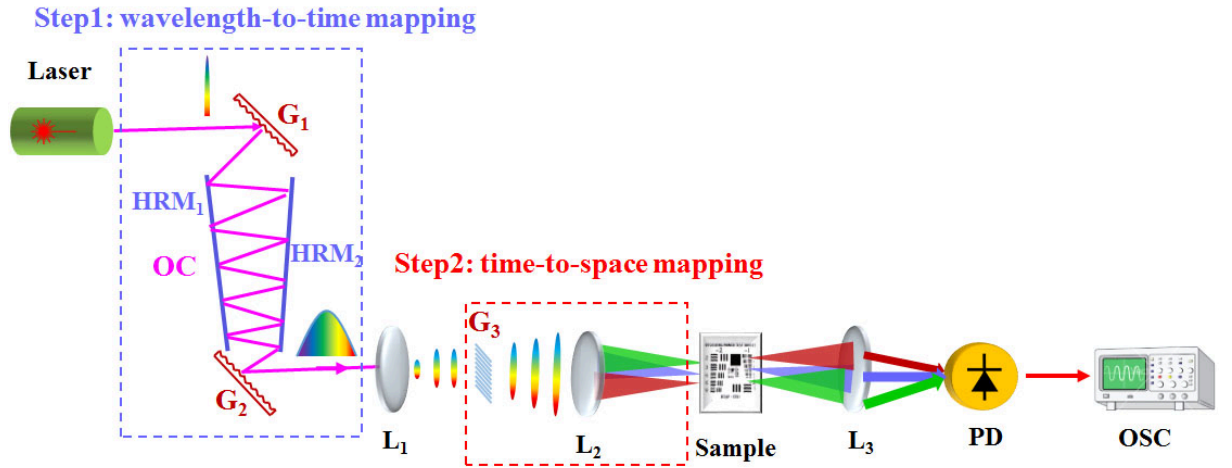 Step1: wavelength-to-time mapping
Laser
G1
HRM1
OC
HRM2
Step2: time-to-space mapping
G3
G2
L1
L2
Sample
L3
PD
OSC